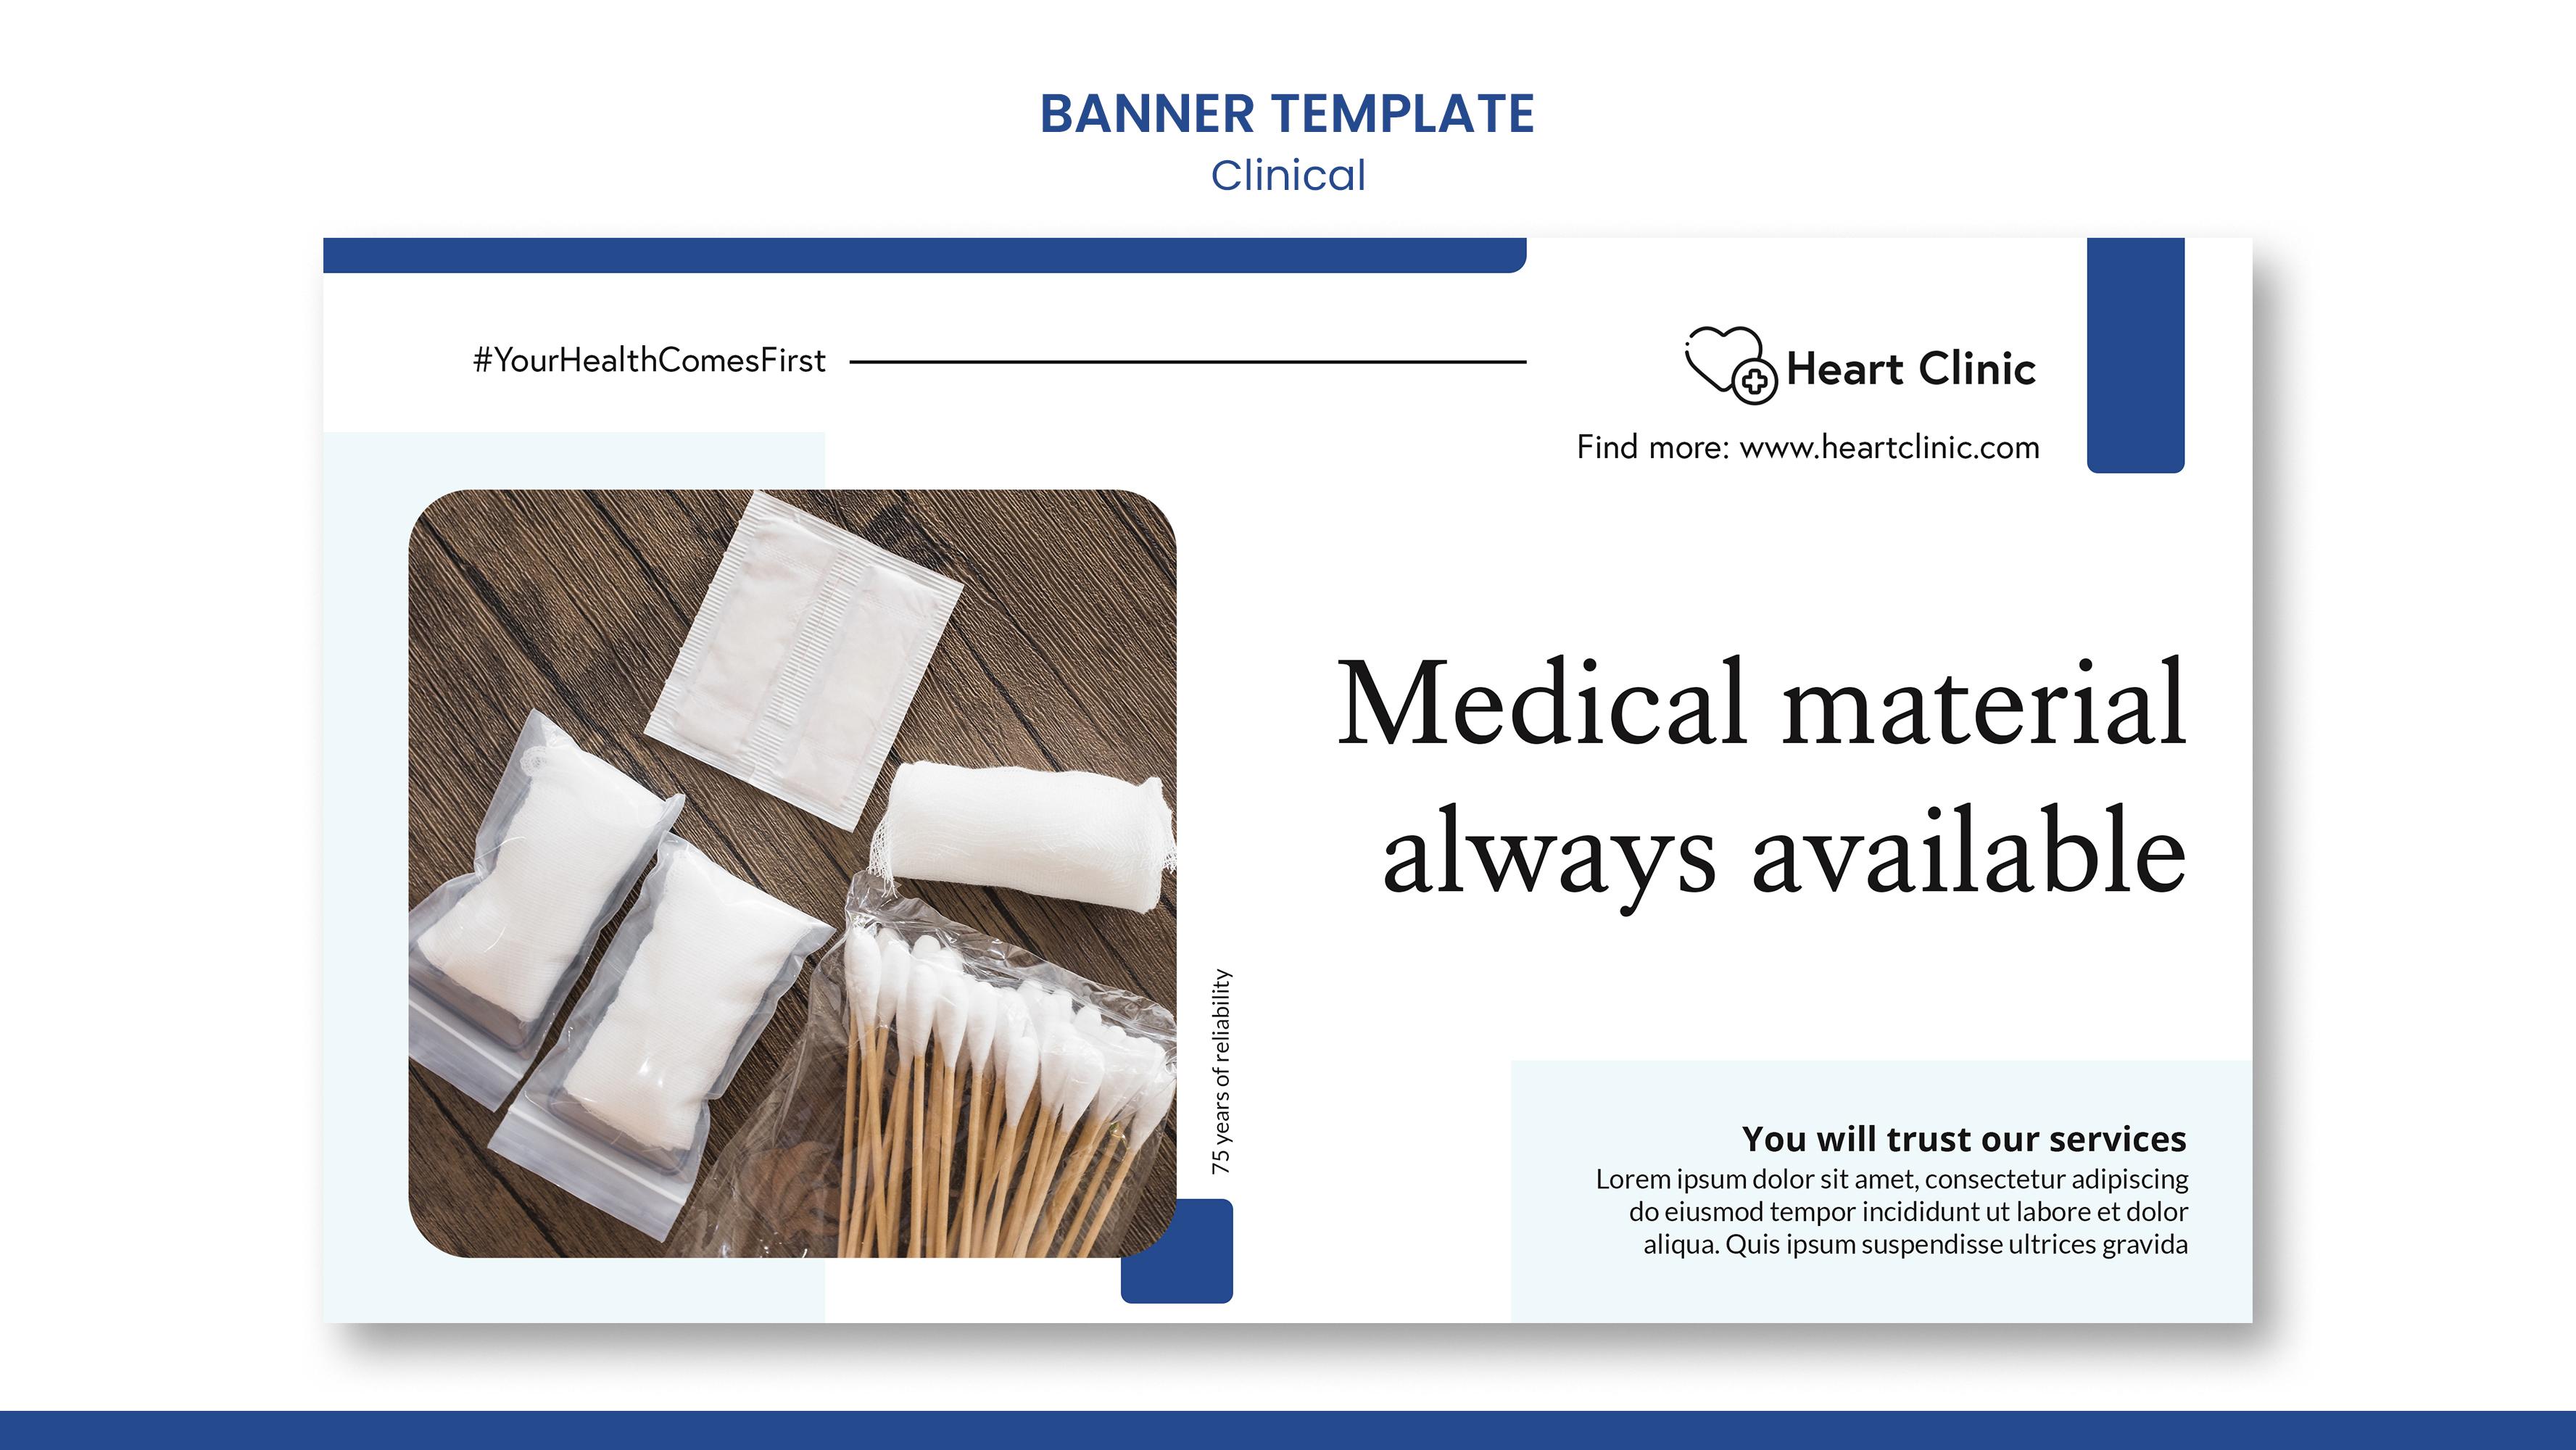 BANNER TEMPLATE
Clinical
#YourHealthComesFirst
Heart Clinic
Find more: www.heartclinic.com
Medical material
always available
75 years of reliability
You will trust our services
Lorem ipsum dolor sit amet, consectetur adipiscing
do eiusmod tempor incididunt ut labore et dolor
aliqua. Quis ipsum suspendisse ultrices gravida